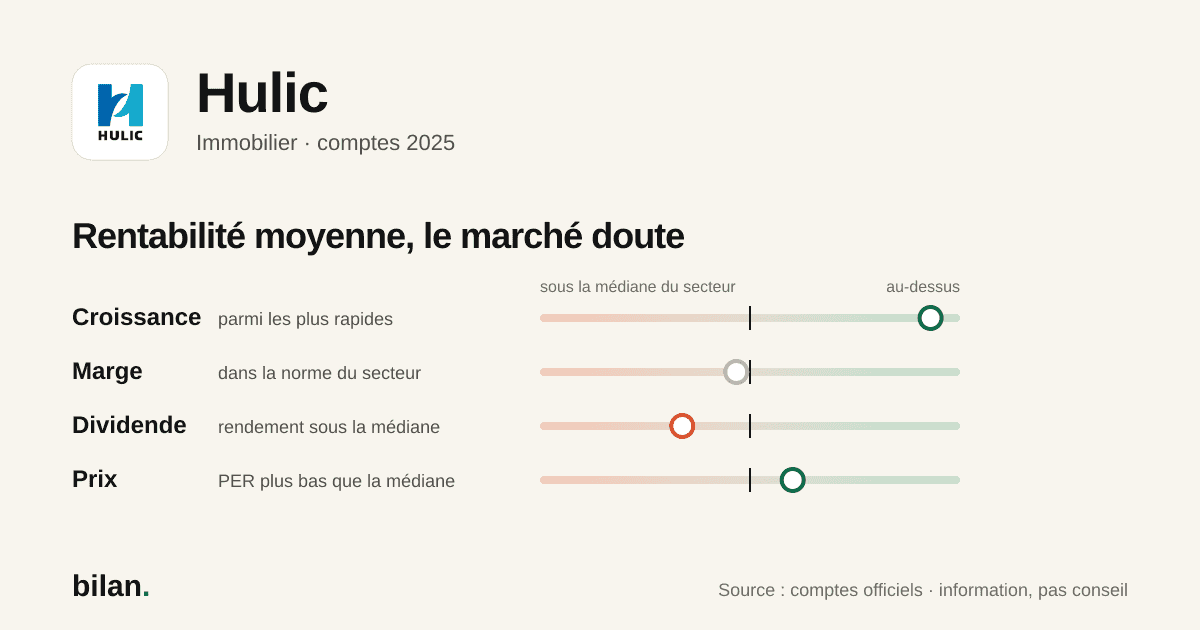 HULIC
Hulic
Immobilier · comptes 2025
Rentabilité moyenne, le marché doute
sous la médiane du secteur au-dessus
Croissance parmi les plus rapides
Marge dans la norme du secteur
Dividende rendement sous la médiane
Prix PER plus bas que la médiane
bilan.
Source : comptes officiels · information, pas conseil